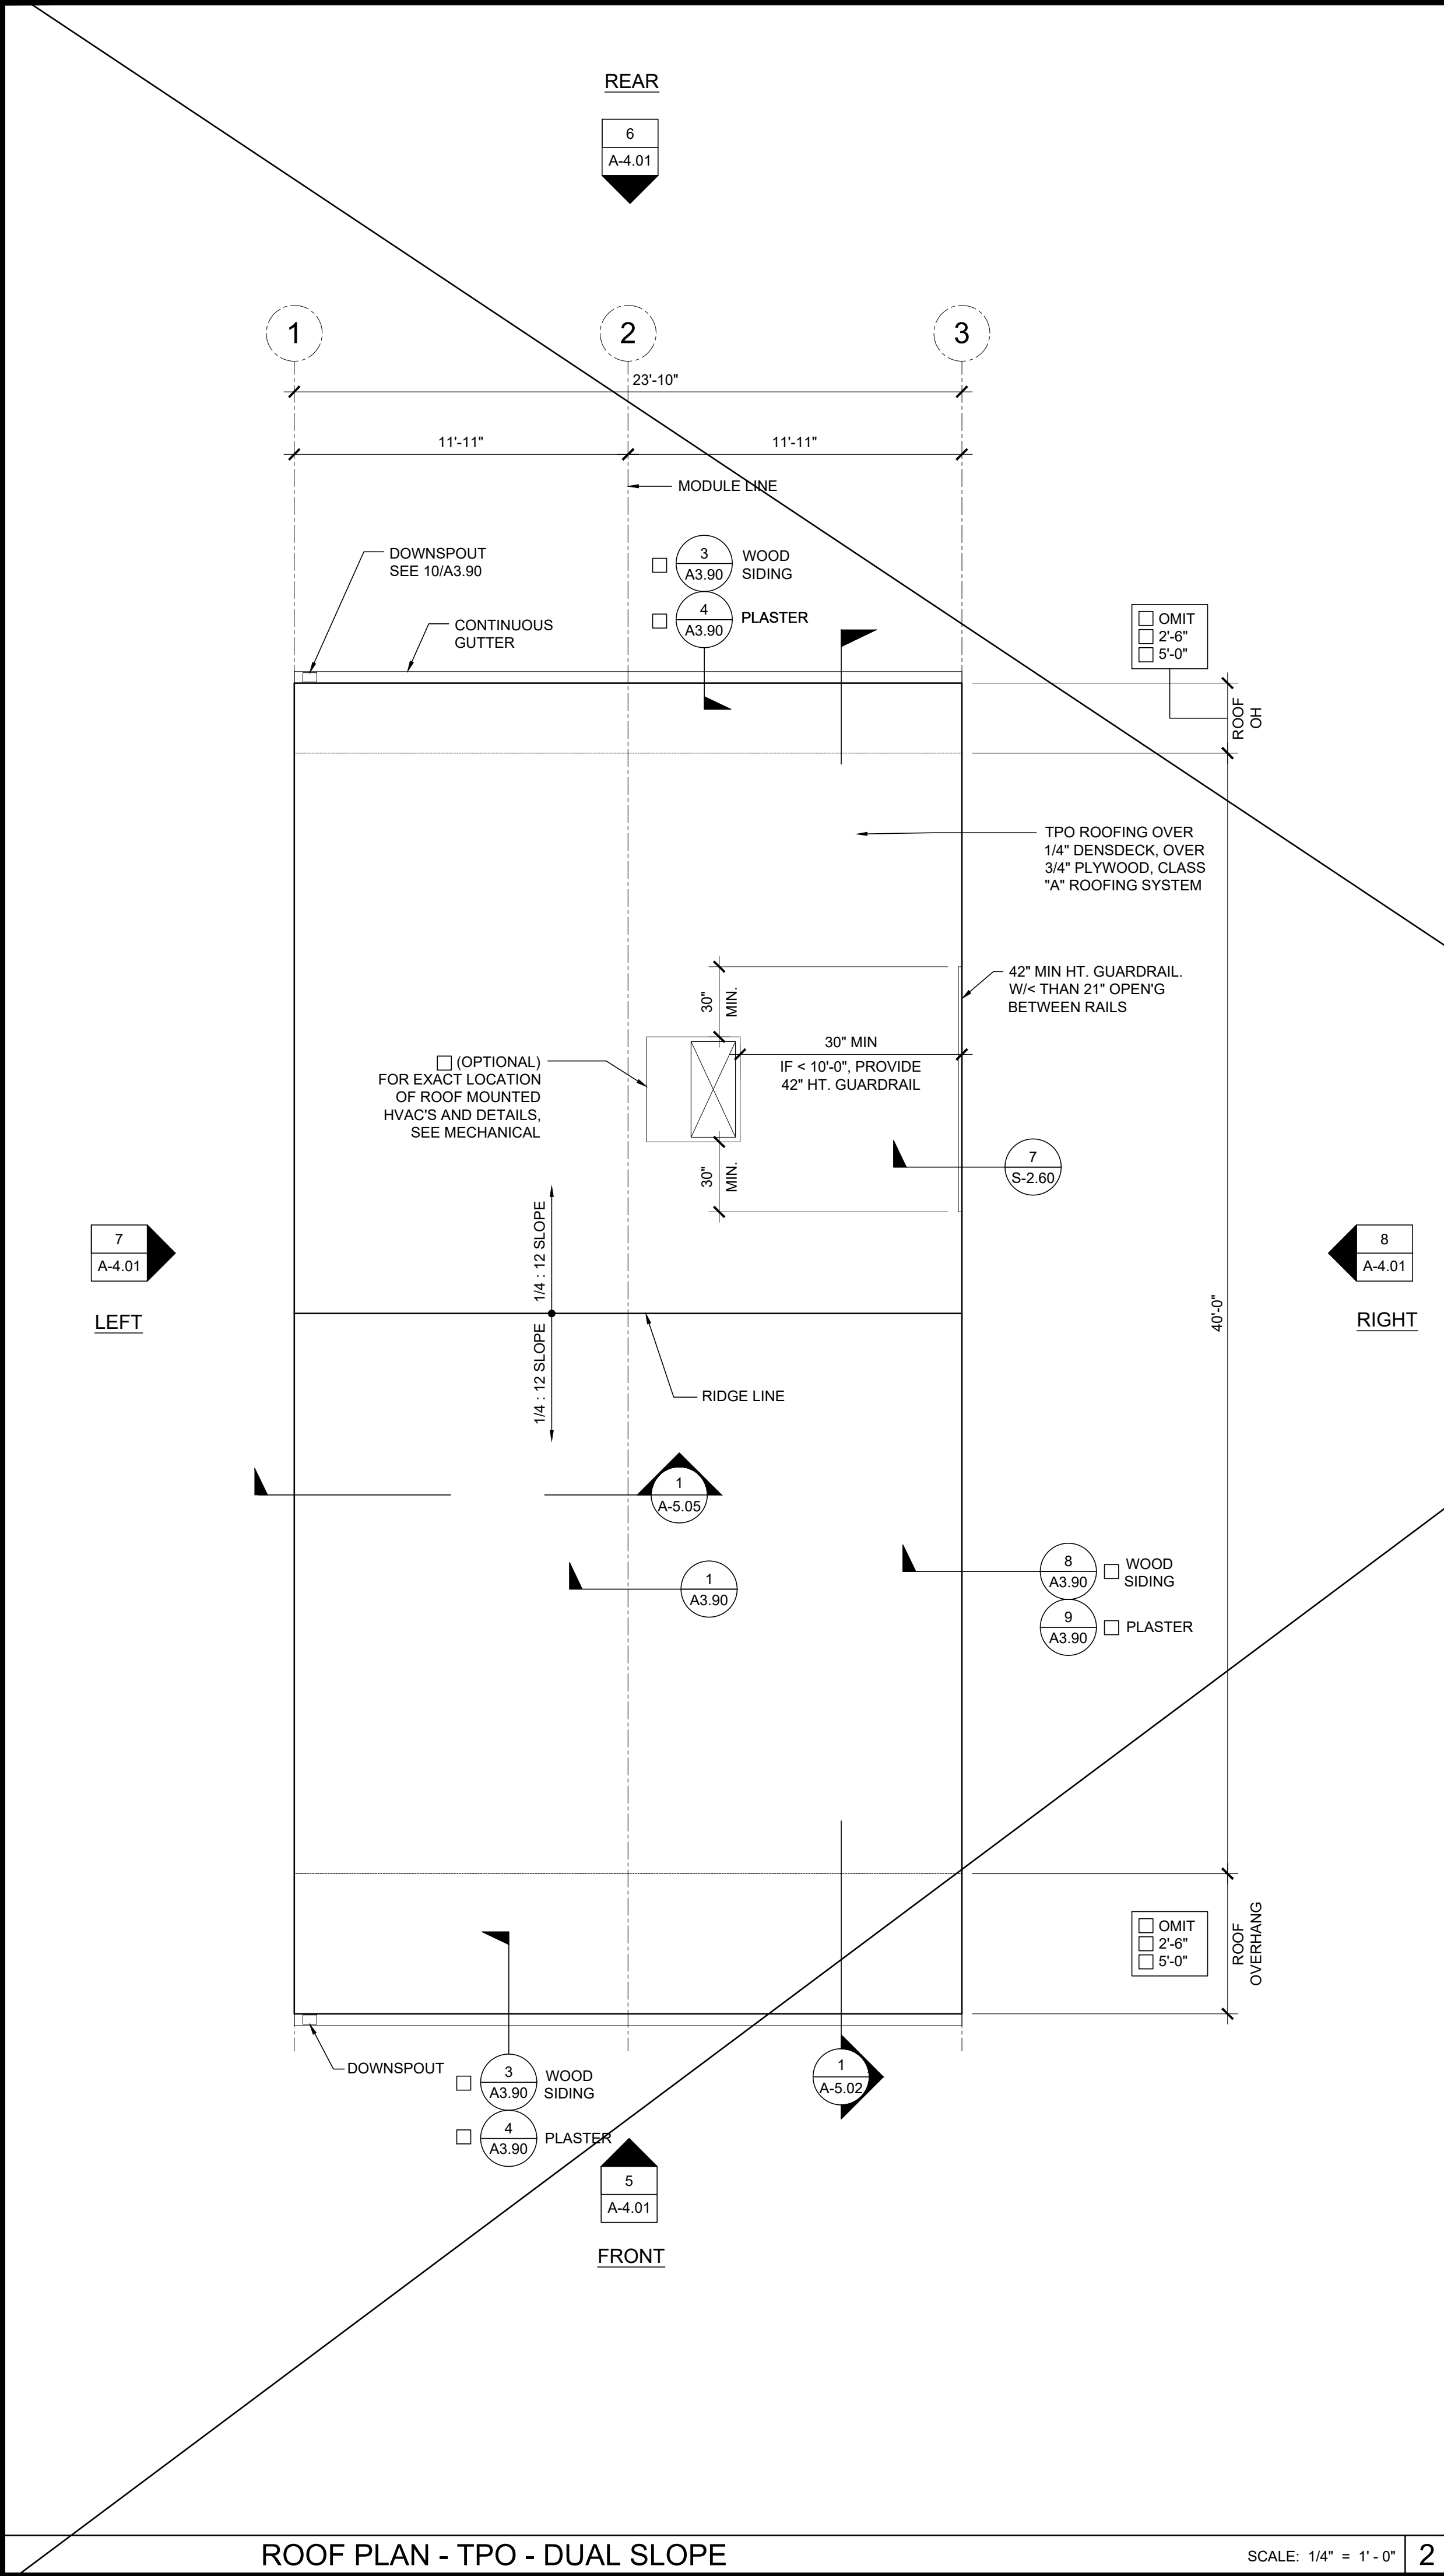 REAR
6
A-4.01
1
2
3
23'-10"
11'-11"
11'-11"
MODULE LINE
DOWNSPOUT
SEE 10/A3.90
CONTINUOUS
GUTTER
3
A3.90
WOOD
SIDING
4
A3.90
PLASTER
OMIT
2'-6"
5'-0"
ROOF
OH
TPO ROOFING OVER
1/4" DENSDECK, OVER
3/4" PLYWOOD, CLASS
"A" ROOFING SYSTEM
42" MIN HT. GUARDRAIL.
W/< THAN 21" OPEN'G
BETWEEN RAILS
30"
MIN.
30" MIN
IF < 10'-0", PROVIDE
42" HT. GUARDRAIL
(OPTIONAL)
FOR EXACT LOCATION
OF ROOF MOUNTED
HVAC'S AND DETAILS,
SEE MECHANICAL
30"
MIN.
7
S-2.60
7
A-4.01
LEFT
1/4 : 12 SLOPE
1/4 : 12 SLOPE
8
A-4.01
RIGHT
40'-0"
RIDGE LINE
1
A-5.05
1
A3.90
8
A3.90
WOOD
SIDING
9
A3.90
PLASTER
OMIT
2'-6"
5'-0"
ROOF
OVERHANG
DOWNSPOUT
3
A3.90
WOOD
SIDING
4
A3.90
PLASTER
1
A-5.02
5
A-4.01
FRONT
ROOF PLAN - TPO - DUAL SLOPE
SCALE: 1/4" = 1' - 0"
2